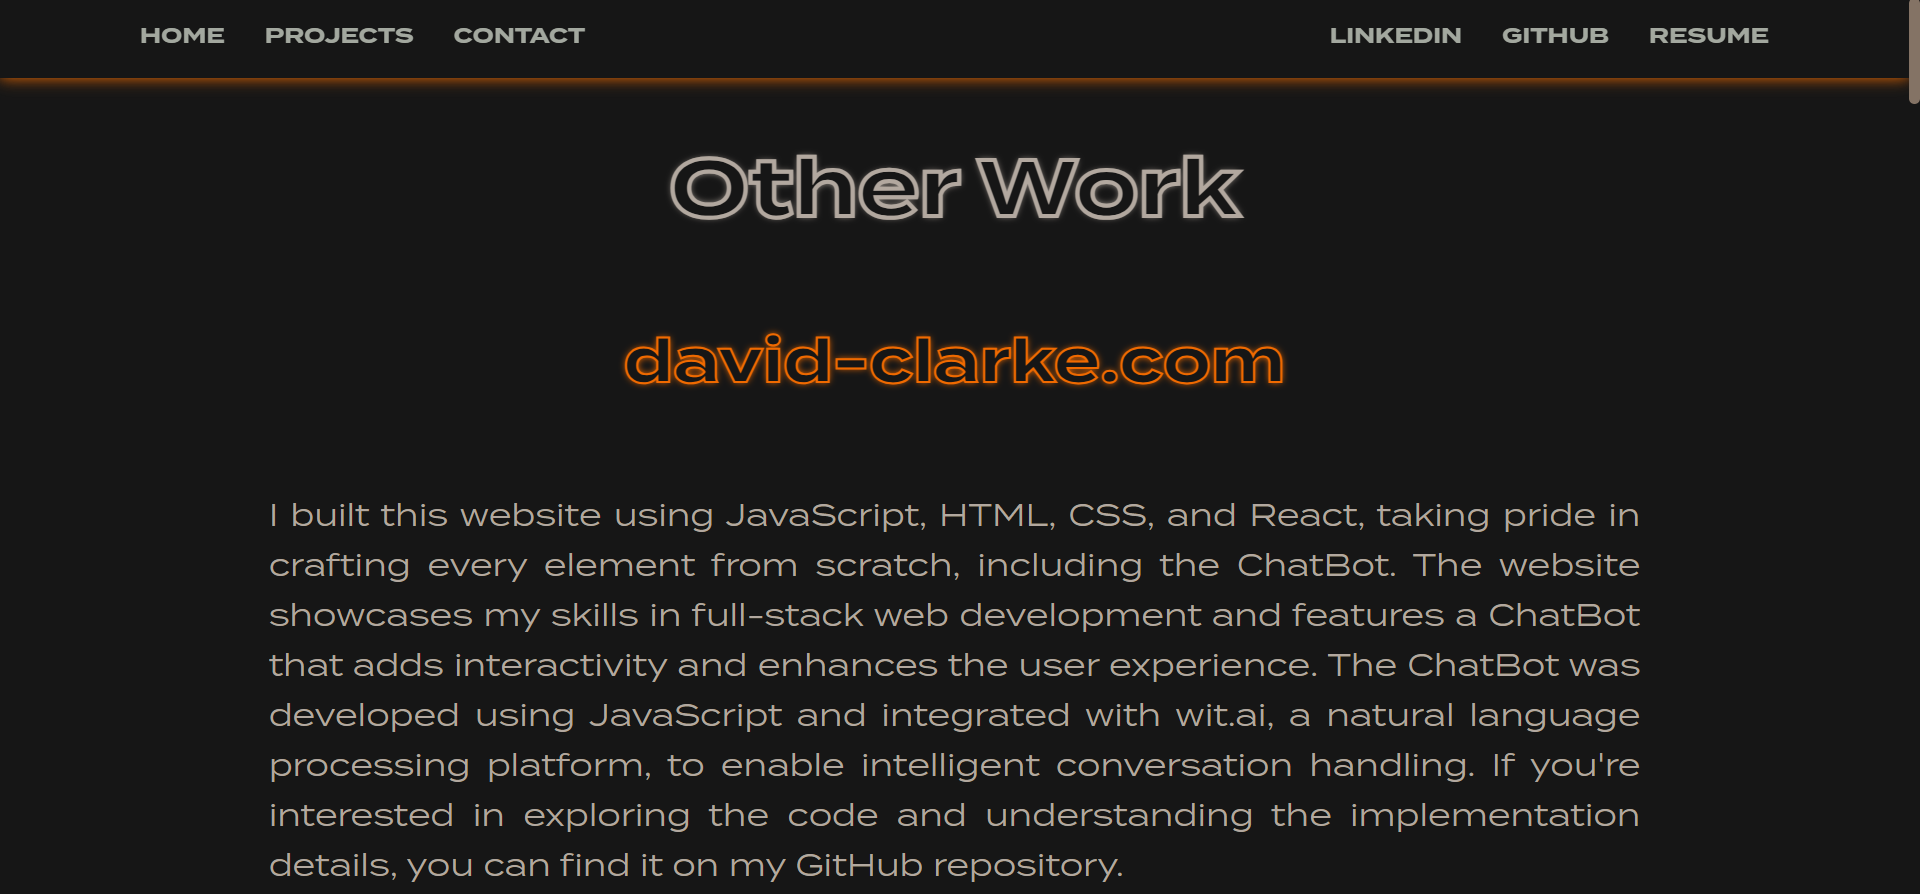 HOME PROJECTS CONTACT LINKEDIN GITHUB RESUME
Other Work
david-clarke.com
I built this website using JavaScript, HTML, CSS, and React, taking pride in
crafting every element from scratch, including the ChatBot. The website
showcases my skills in full-stack web development and features a ChatBot
that adds interactivity and enhances the user experience. The ChatBot was
developed using JavaScript and integrated with wit.ai, a natural language
processing platform, to enable intelligent conversation handling. If you're
interested in exploring the code and understanding the implementation
details, you can find it on my GitHub repository.